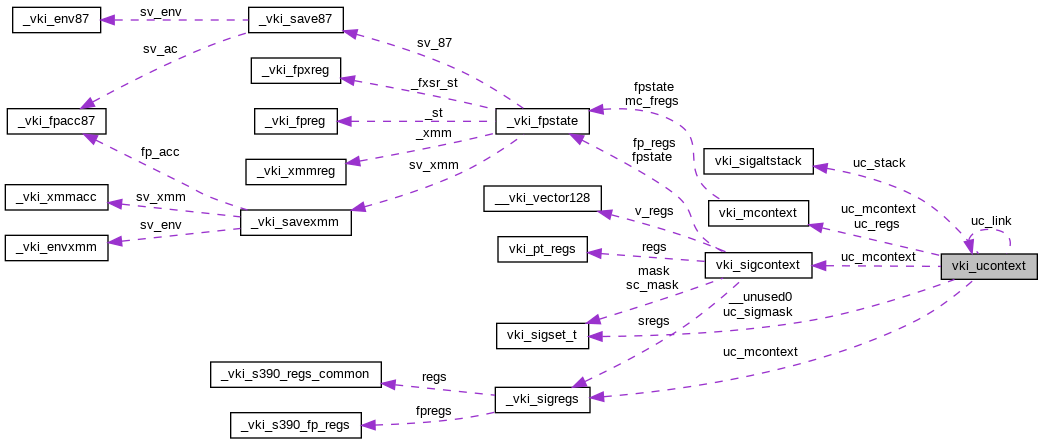 _vki_env87
sv_env
_vki_save87
sv_ac
sv_87
_vki_fpxreg
_fxsr_st
_vki_fpacc87
_vki_fpreg
_st
_vki_fpstate
fpstate
mc_fregs
_xmm
fp_acc
_vki_xmmreg
sv_xmm
fp_regs
fpstate
vki_sigaltstack
uc_stack
_vki_xmmacc
sv_xmm
_vki_savexmm
__vki_vector128
v_regs
vki_mcontext
uc_mcontext
uc_regs
uc_link
_vki_envxmm
sv_env
vki_pt_regs
regs
vki_sigcontext
uc_mcontext
vki_ucontext
mask
sc_mask
__unused0
uc_sigmask
vki_sigset_t
sregs
uc_mcontext
_vki_s390_regs_common
regs
_vki_sigregs
_vki_s390_fp_regs
fpregs